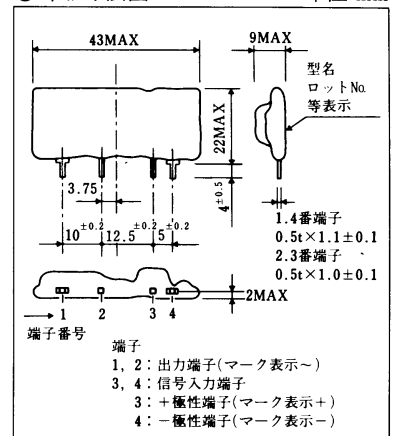 43MAX
9MAX
型名
ロットNo.
等表示
22MAX
3.75
4±0.5
10±0.2
12.5±0.2
5±0.2
1.4番端子
0.5t×1.1±0.1
2.3番端子
0.5t×1.0±0.1
2MAX
1 2 3 4
端子番号
端子
1, 2：出力端子(マーク表示～)
3, 4：信号入力端子
3：＋極性端子(マーク表示＋)
4：－極性端子(マーク表示－)